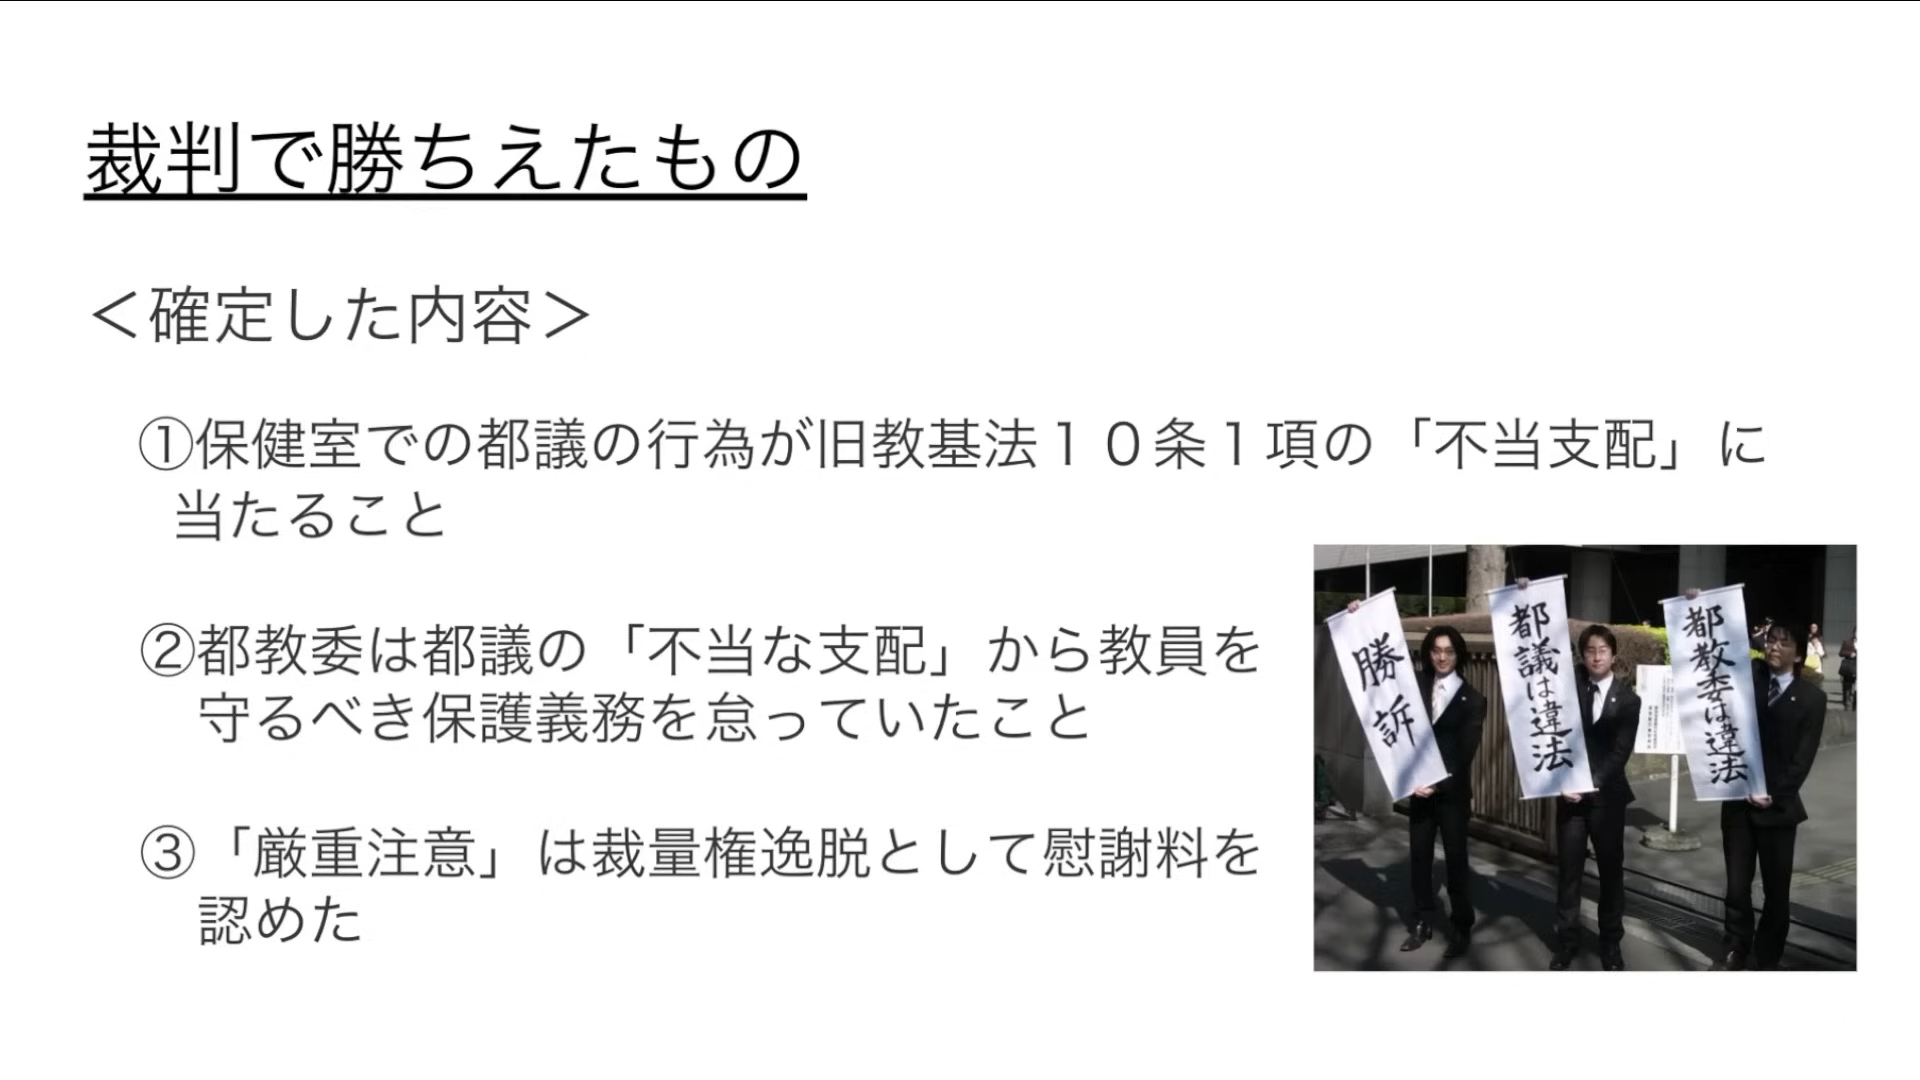 裁判で勝ちえたもの
＜確定した内容＞
①保健室での都議の行為が旧教基法１０条１項の「不当支配」に
当たること
②都教委は都議の「不当な支配」から教員を
守るべき保護義務を怠っていたこと
③「厳重注意」は裁量権逸脱として慰謝料を
認めた
勝訴
都議は違法
都教委は違法